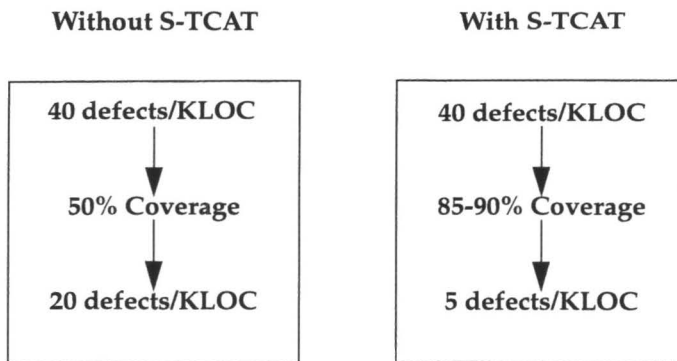 Without S-TCAT
40 defects/KLOC
50% Coverage
20 defects/KLOC
With S-TCAT
40 defects/KLOC
85-90% Coverage
5 defects/KLOC